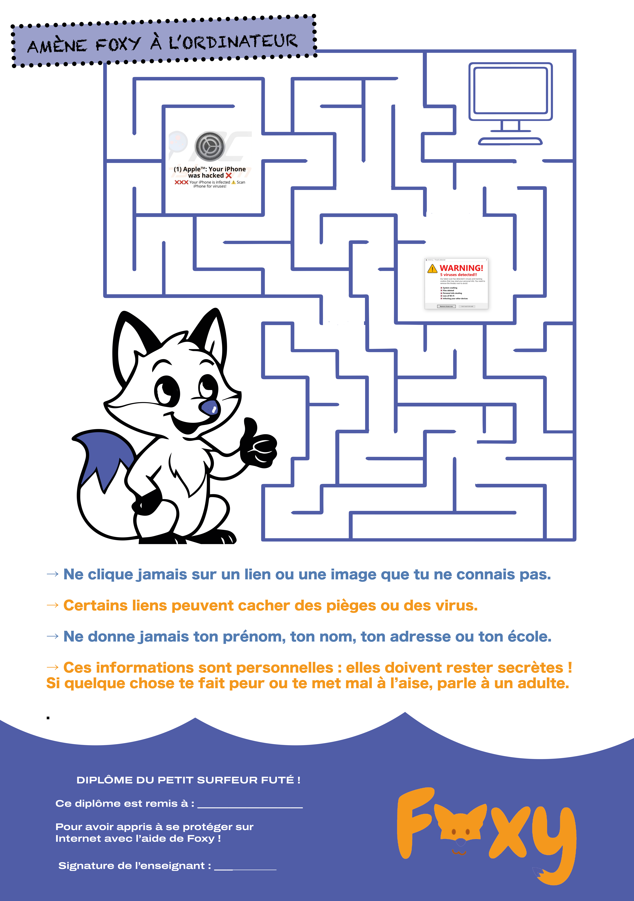 AMÈNE FOXY À L'ORDINATEUR
(1) Apple™: Your iPhone
was hacked ❌
❌❌❌ Your iPhone is infected ⚠ Scan
iPhone for viruses!
WARNING!
5 viruses detected!!
→ Ne clique jamais sur un lien ou une image que tu ne connais pas.
→ Certains liens peuvent cacher des pièges ou des virus.
→ Ne donne jamais ton prénom, ton nom, ton adresse ou ton école.
→ Ces informations sont personnelles : elles doivent rester secrètes !
Si quelque chose te fait peur ou te met mal à l'aise, parle à un adulte.
.
DIPLÔME DU PETIT SURFEUR FUTÉ !
Ce diplôme est remis à : ____________________
Pour avoir appris à se protéger sur
Internet avec l'aide de Foxy !
Signature de l'enseignant : ____________
Foxy